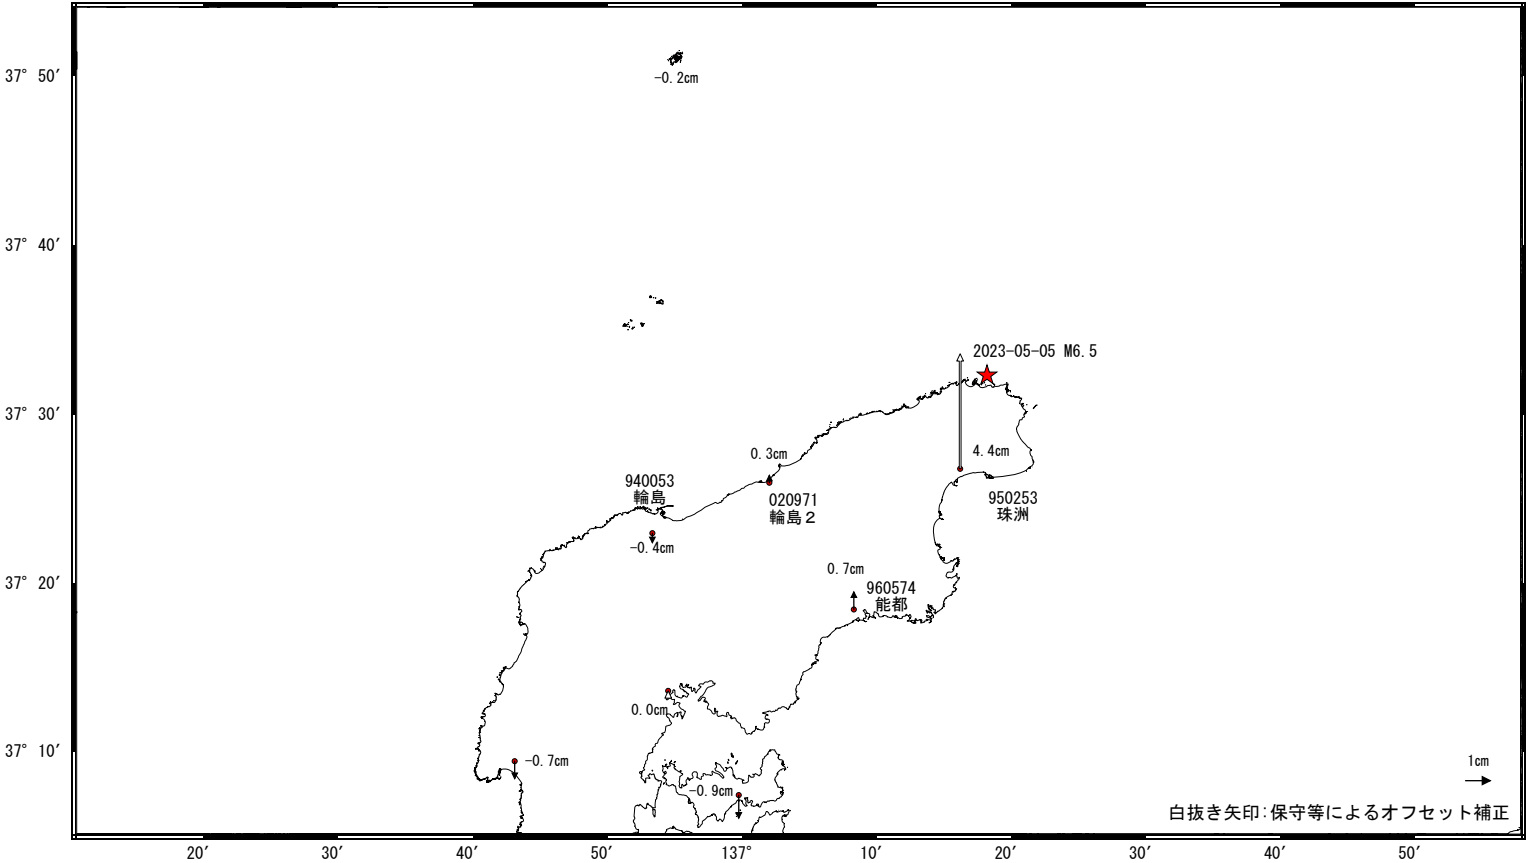 37° 50′
-0.2cm
37° 40′
2023-05-05 M6.5
37° 30′
0.3cm
4.4cm
940053
輪島
020971
輪島２
950253
珠洲
-0.4cm
0.7cm
37° 20′
960574
能都
0.0cm
37° 10′
-0.7cm
-0.9cm
1cm
白抜き矢印:保守等によるオフセット補正
20′ 30′ 40′ 50′ 137° 10′ 20′ 30′ 40′ 50′